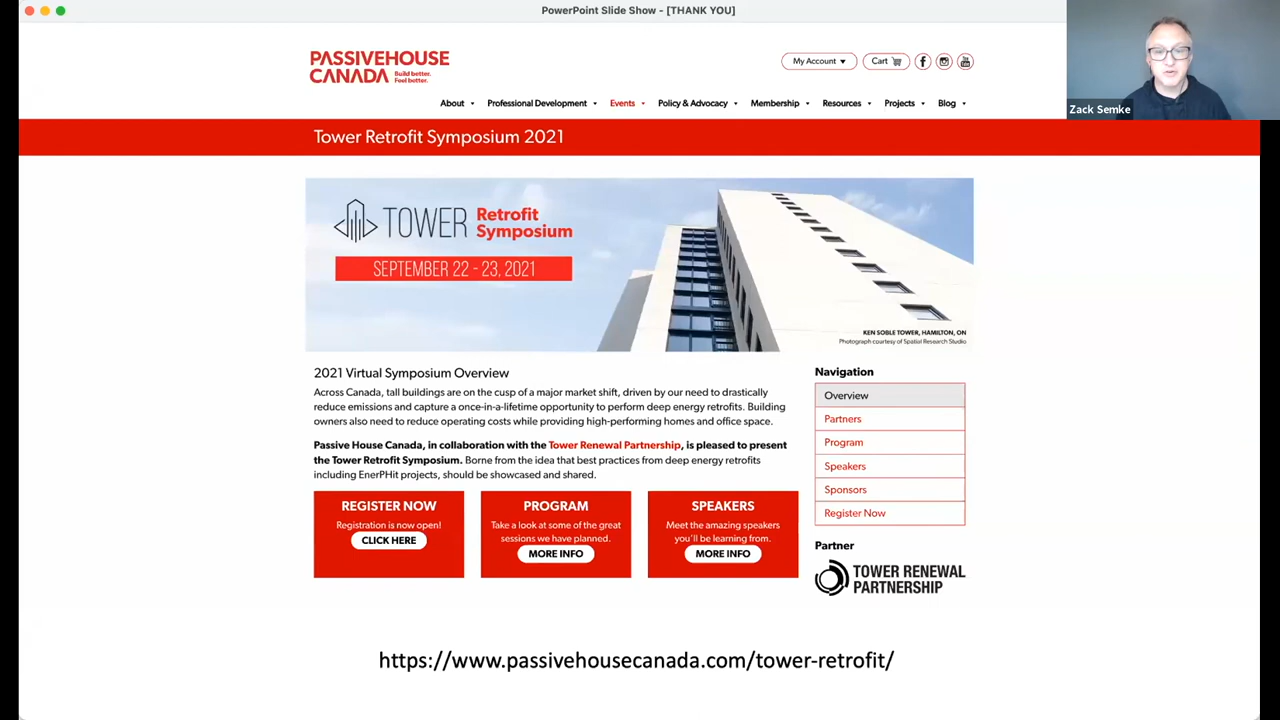 PowerPoint Slide Show - [THANK YOU]
PASSIVEHOUSE
CANADA Build better.
Feel better.
My Account
Cart
Zack Semke
About
Professional Development
Events
Policy & Advocacy
Membership
Resources
Projects
Blog
Tower Retrofit Symposium 2021
TOWER Retrofit
Symposium
SEPTEMBER 22 - 23, 2021
KEN SOBLE TOWER, HAMILTON, ON
Photograph courtesy of Spatial Research Studio
2021 Virtual Symposium Overview
Across Canada, tall buildings are on the cusp of a major market shift, driven by our need to drastically
reduce emissions and capture a once-in-a-lifetime opportunity to perform deep energy retrofits. Building
owners also need to reduce operating costs while providing high-performing homes and office space.
Passive House Canada, in collaboration with the Tower Renewal Partnership, is pleased to present
the Tower Retrofit Symposium. Borne from the idea that best practices from deep energy retrofits
including EnerPHit projects, should be showcased and shared.
REGISTER NOW
Registration is now open!
CLICK HERE
PROGRAM
Take a look at some of the great
sessions we have planned.
MORE INFO
SPEAKERS
Meet the amazing speakers
you'll be learning from.
MORE INFO
Navigation
Overview
Partners
Program
Speakers
Sponsors
Register Now
Partner
TOWER RENEWAL
PARTNERSHIP
https://www.passivehousecanada.com/tower-retrofit/